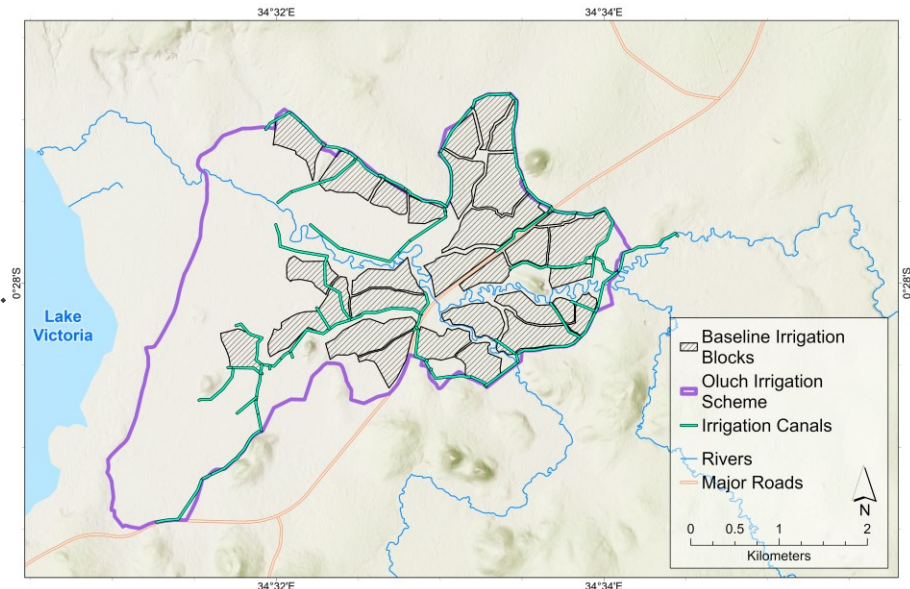 34°32'E
34°34'E
0°28'S
0°28'S
Lake
Victoria
Baseline Irrigation
Blocks
Oluch Irrigation
Scheme
Irrigation Canals
Rivers
Major Roads
N
0 0.5 1 2
Kilometers
34°32'E
34°34'E